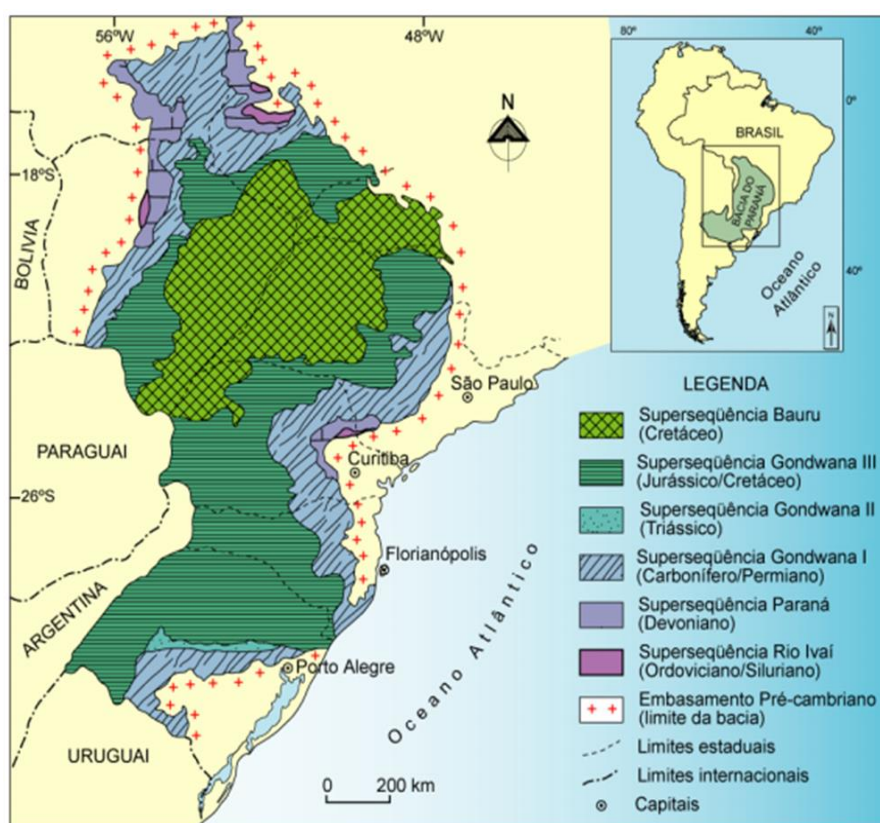 56ºW
48ºW
80º
40º
N
BRASIL
0º
BACIA DO
PARANÁ
Oceano
Atlântico
40º
N
18ºS
BOLIVIA
São Paulo
LEGENDA
Superseqüência Bauru
(Cretáceo)
PARAGUAI
Curitiba
Superseqüência Gondwana III
(Jurássico/Cretáceo)
26ºS
Superseqüência Gondwana II
(Triássico)
Florianópolis
Superseqüência Gondwana I
(Carbonífero/Permiano)
ARGENTINA
Oceano Atlântico
Superseqüência Paraná
(Devoniano)
Porto Alegre
Superseqüência Rio Ivaí
(Ordoviciano/Siluriano)
Embasamento Pré-cambriano
(limite da bacia)
URUGUAI
Limites estaduais
0 200 km
Limites internacionais
Capitais